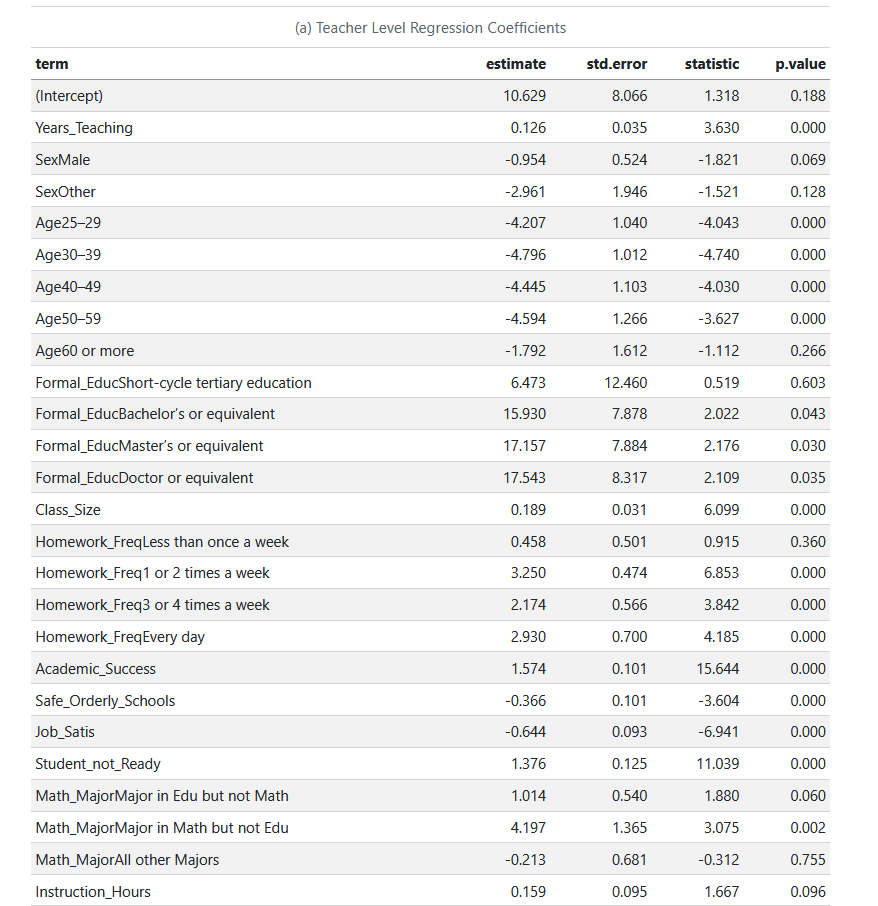 (a) Teacher Level Regression Coefficients
term estimate std.error statistic p.value
(Intercept) 10.629 8.066 1.318 0.188
Years_Teaching 0.126 0.035 3.630 0.000
SexMale -0.954 0.524 -1.821 0.069
SexOther -2.961 1.946 -1.521 0.128
Age25–29 -4.207 1.040 -4.043 0.000
Age30–39 -4.796 1.012 -4.740 0.000
Age40–49 -4.445 1.103 -4.030 0.000
Age50–59 -4.594 1.266 -3.627 0.000
Age60 or more -1.792 1.612 -1.112 0.266
Formal_EducShort-cycle tertiary education 6.473 12.460 0.519 0.603
Formal_EducBachelor’s or equivalent 15.930 7.878 2.022 0.043
Formal_EducMaster’s or equivalent 17.157 7.884 2.176 0.030
Formal_EducDoctor or equivalent 17.543 8.317 2.109 0.035
Class_Size 0.189 0.031 6.099 0.000
Homework_FreqLess than once a week 0.458 0.501 0.915 0.360
Homework_Freq1 or 2 times a week 3.250 0.474 6.853 0.000
Homework_Freq3 or 4 times a week 2.174 0.566 3.842 0.000
Homework_FreqEvery day 2.930 0.700 4.185 0.000
Academic_Success 1.574 0.101 15.644 0.000
Safe_Orderly_Schools -0.366 0.101 -3.604 0.000
Job_Satis -0.644 0.093 -6.941 0.000
Student_not_Ready 1.376 0.125 11.039 0.000
Math_MajorMajor in Edu but not Math 1.014 0.540 1.880 0.060
Math_MajorMajor in Math but not Edu 4.197 1.365 3.075 0.002
Math_MajorAll other Majors -0.213 0.681 -0.312 0.755
Instruction_Hours 0.159 0.095 1.667 0.096